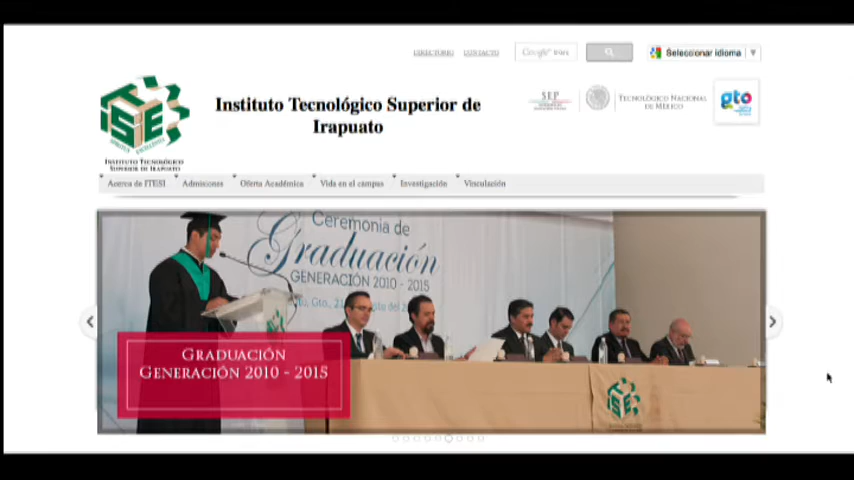 DIRECTORIO CONTACTO
Google
Seleccionar idioma
Instituto Tecnológico Superior de
Irapuato
SEP
TECNOLÓGICO NACIONAL
DE MÉXICO
gto
ITSE
INSTITUTO TECNOLÓGICO
SUPERIOR DE IRAPUATO
Acerca de ITESI Admisiones Oferta Académica Vida en el campus Investigación Vinculación
Ceremonia de
Graduación
GENERACIÓN 2010 - 2015
GRADUACIÓN
GENERACIÓN 2010 - 2015